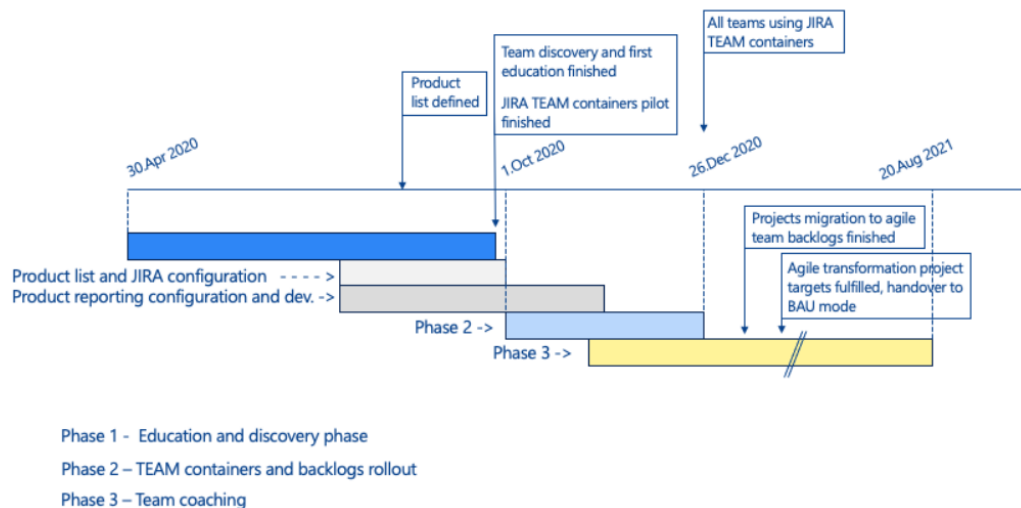 All teams using JIRA
TEAM containers
Team discovery and first
education finished
JIRA TEAM containers pilot
finished
Product
list defined
30.Apr 2020
1.Oct 2020
26.Dec 2020
20.Aug 2021
Projects migration to agile
team backlogs finished
Product list and JIRA configuration - - - ->
Product reporting configuration and dev. ->
Agile transformation project
targets fulfilled, handover to
BAU mode
Phase 2 ->
Phase 3 ->
Phase 1 - Education and discovery phase
Phase 2 – TEAM containers and backlogs rollout
Phase 3 – Team coaching